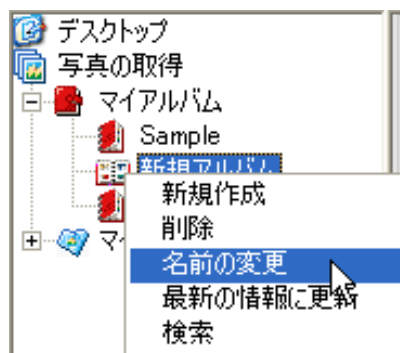 デスクトップ
写真の取得
マイアルバム
Sample
新規アルバム
新規作成
削除
マ
名前の変更
最新の情報に更新
検索